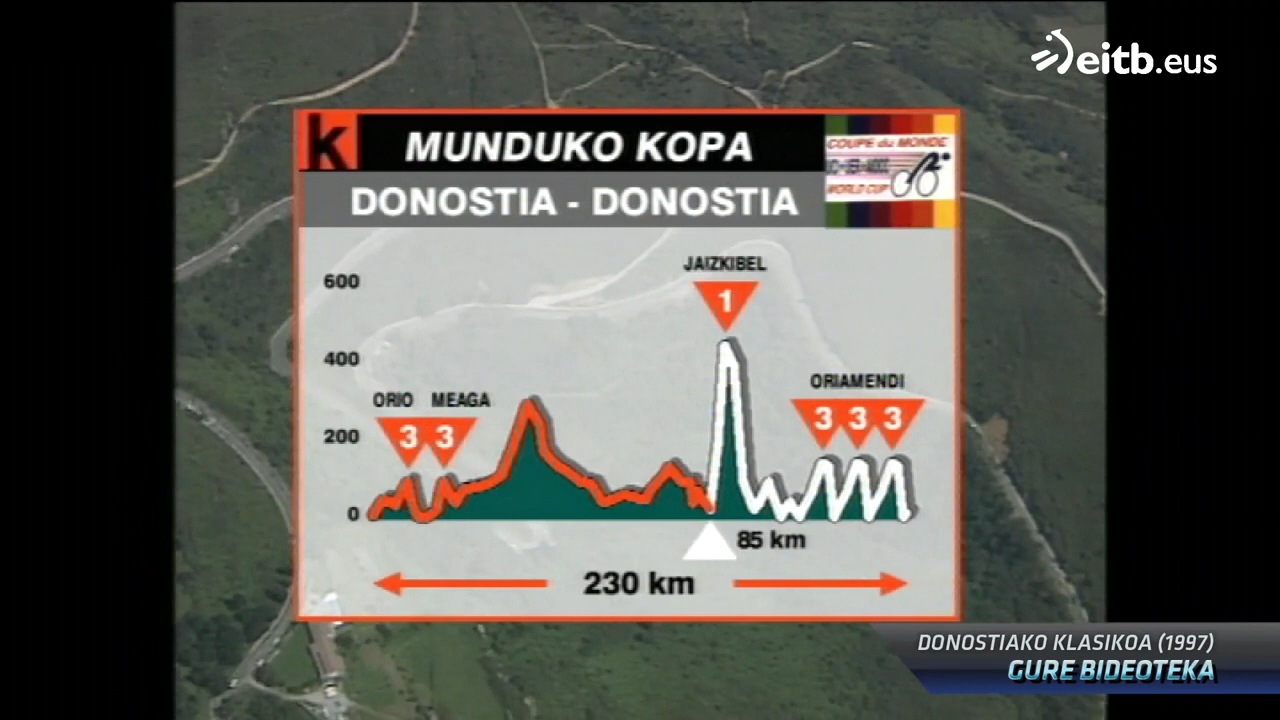 eitb.eus
k
MUNDUKO KOPA
COUPE du MONDE
WORLD CUP
DONOSTIA - DONOSTIA
JAIZKIBEL
600
1
400
ORIAMENDI
ORIO MEAGA
3 3 3
200
3 3
0
85 km
230 km
DONOSTIAKO KLASIKOA (1997)
GURE BIDEOTEKA